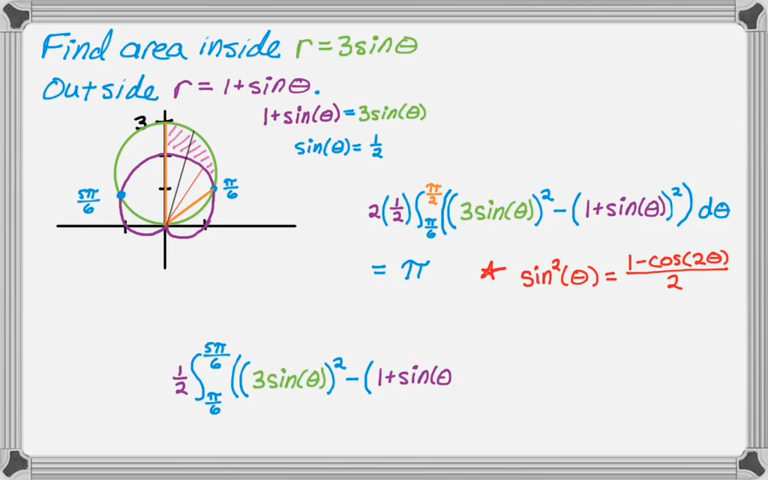 Find area inside r = 3sinθ
Outside r = 1+sinθ.
1+sin(θ) = 3sin(θ)
sin(θ) = 1/2
3
5π/6
π/6
2(1/2)∫_{π/6}^{π/2}((3sin(θ))²-(1+sin(θ))²)dθ
= π
★ sin²(θ) = (1-cos(2θ))/2
1/2∫_{π/6}^{5π/6}((3sin(θ))²-(1+sin(θ